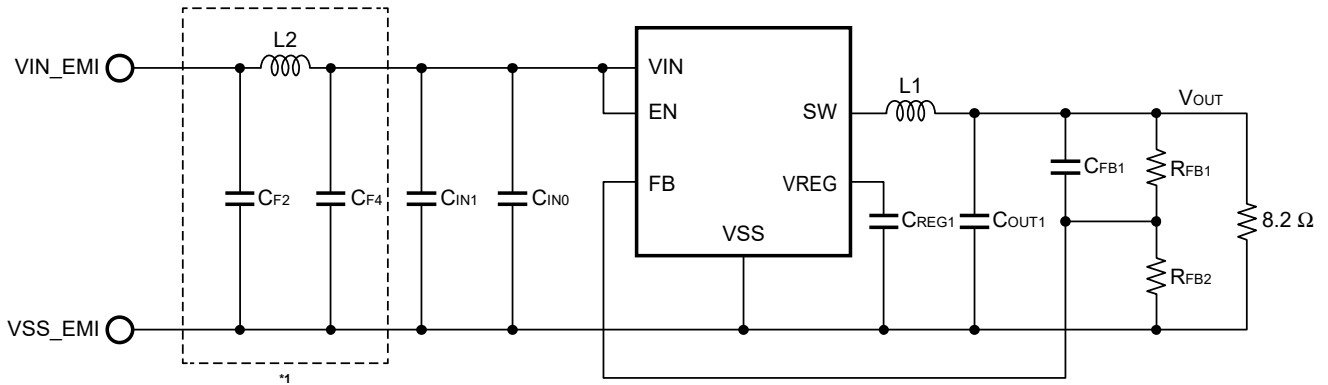 L2
VIN_EMI
VIN
EN
SW
L1
VOUT
CF2
CF4
CIN1
CIN0
FB
VREG
CFB1
RFB1
VSS
CREG1
COUT1
8.2 Ω
RFB2
VSS_EMI
*1